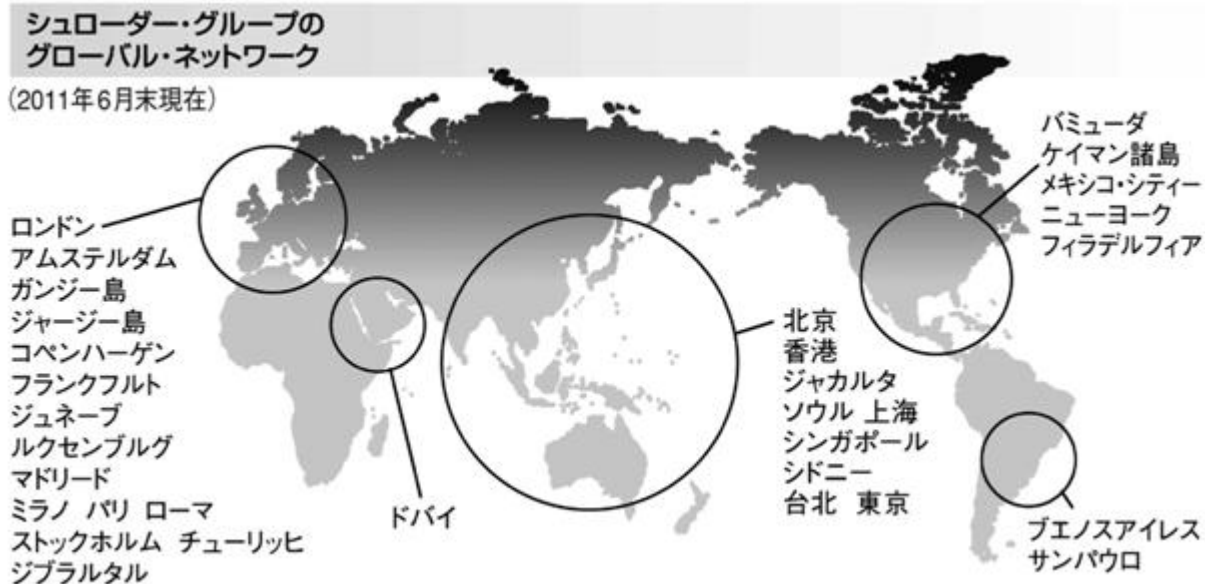 シュローダー・グループの
グローバル・ネットワーク
(2011年6月末現在)
ロンドン
アムステルダム
ガンジー島
ジャージー島
コペンハーゲン
フランクフルト
ジュネーブ
ルクセンブルグ
マドリード
ミラノ パリ ローマ
ストックホルム チューリッヒ
ジブラルタル
ドバイ
北京
香港
ジャカルタ
ソウル 上海
シンガポール
シドニー
台北 東京
バミューダ
ケイマン諸島
メキシコ・シティー
ニューヨーク
フィラデルフィア
ブエノスアイレス
サンパウロ